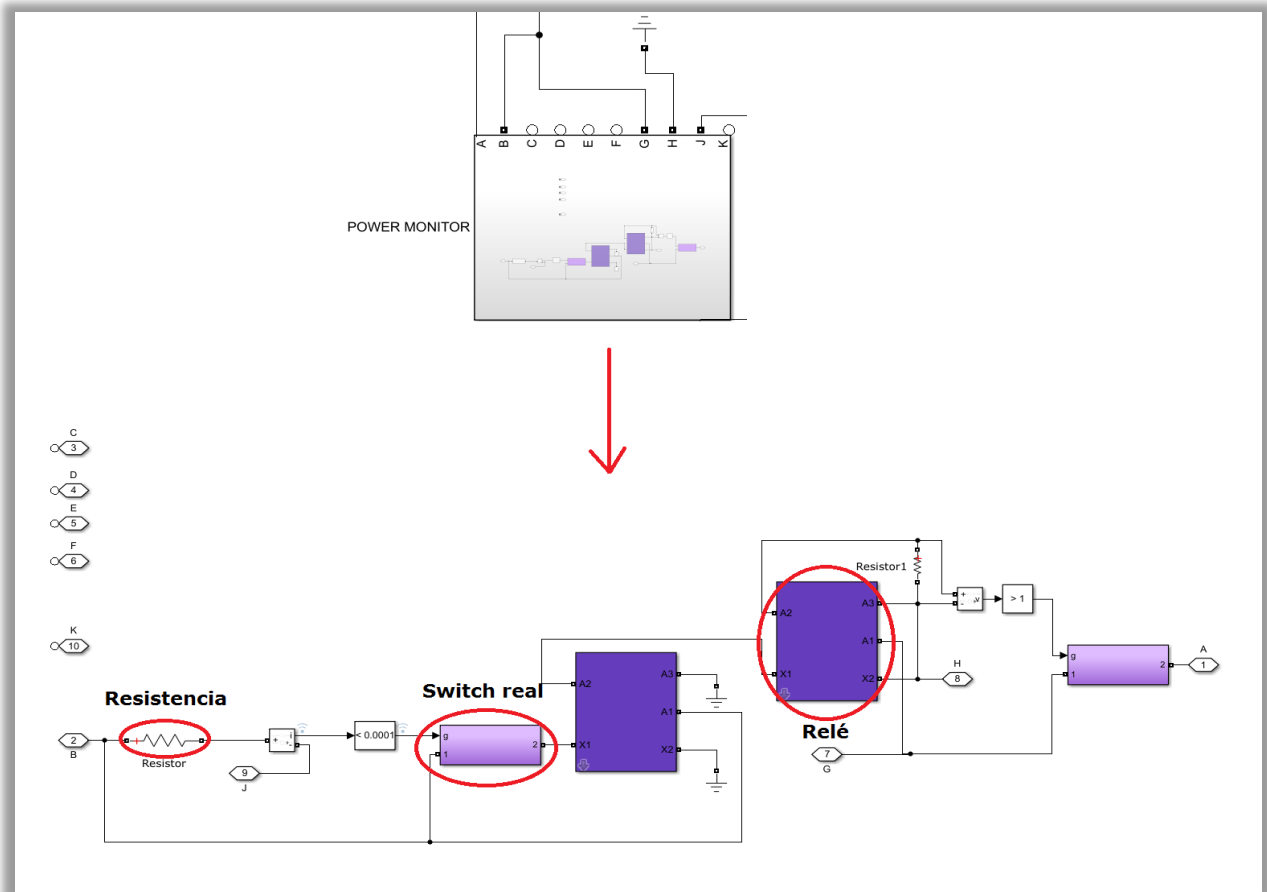 A B C D E F G H J K
POWER MONITOR
C
3
D
4
E
5
F
6
K
10
Resistor1
A2
A3
A1
X1
X2
+
-
v
> 1
H
8
g
1
2
A
1
Relé
7
G
Resistencia
2
B
Resistor
+
i
-
9
J
< 0.0001
Switch real
g
1
2
A2
A3
A1
X1
X2